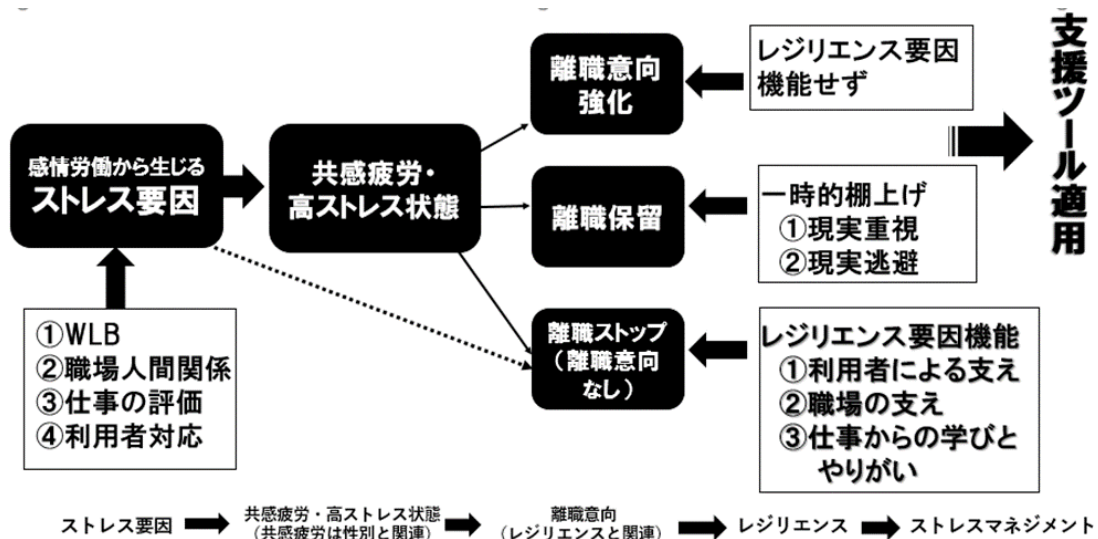 感情労働から生じる
ストレス要因
①WLB
②職場人間関係
③仕事の評価
④利用者対応
共感疲労・
高ストレス状態
離職意向
強化
離職保留
離職ストップ
（離職意向
なし）
レジリエンス要因
機能せず
一時的棚上げ
①現実重視
②現実逃避
レジリエンス要因機能
①利用者による支え
②職場の支え
③仕事からの学びと
やりがい
支援ツール適用
ストレス要因
共感疲労・高ストレス状態
（共感疲労は性別と関連）
離職意向
（レジリエンスと関連）
レジリエンス
ストレスマネジメント